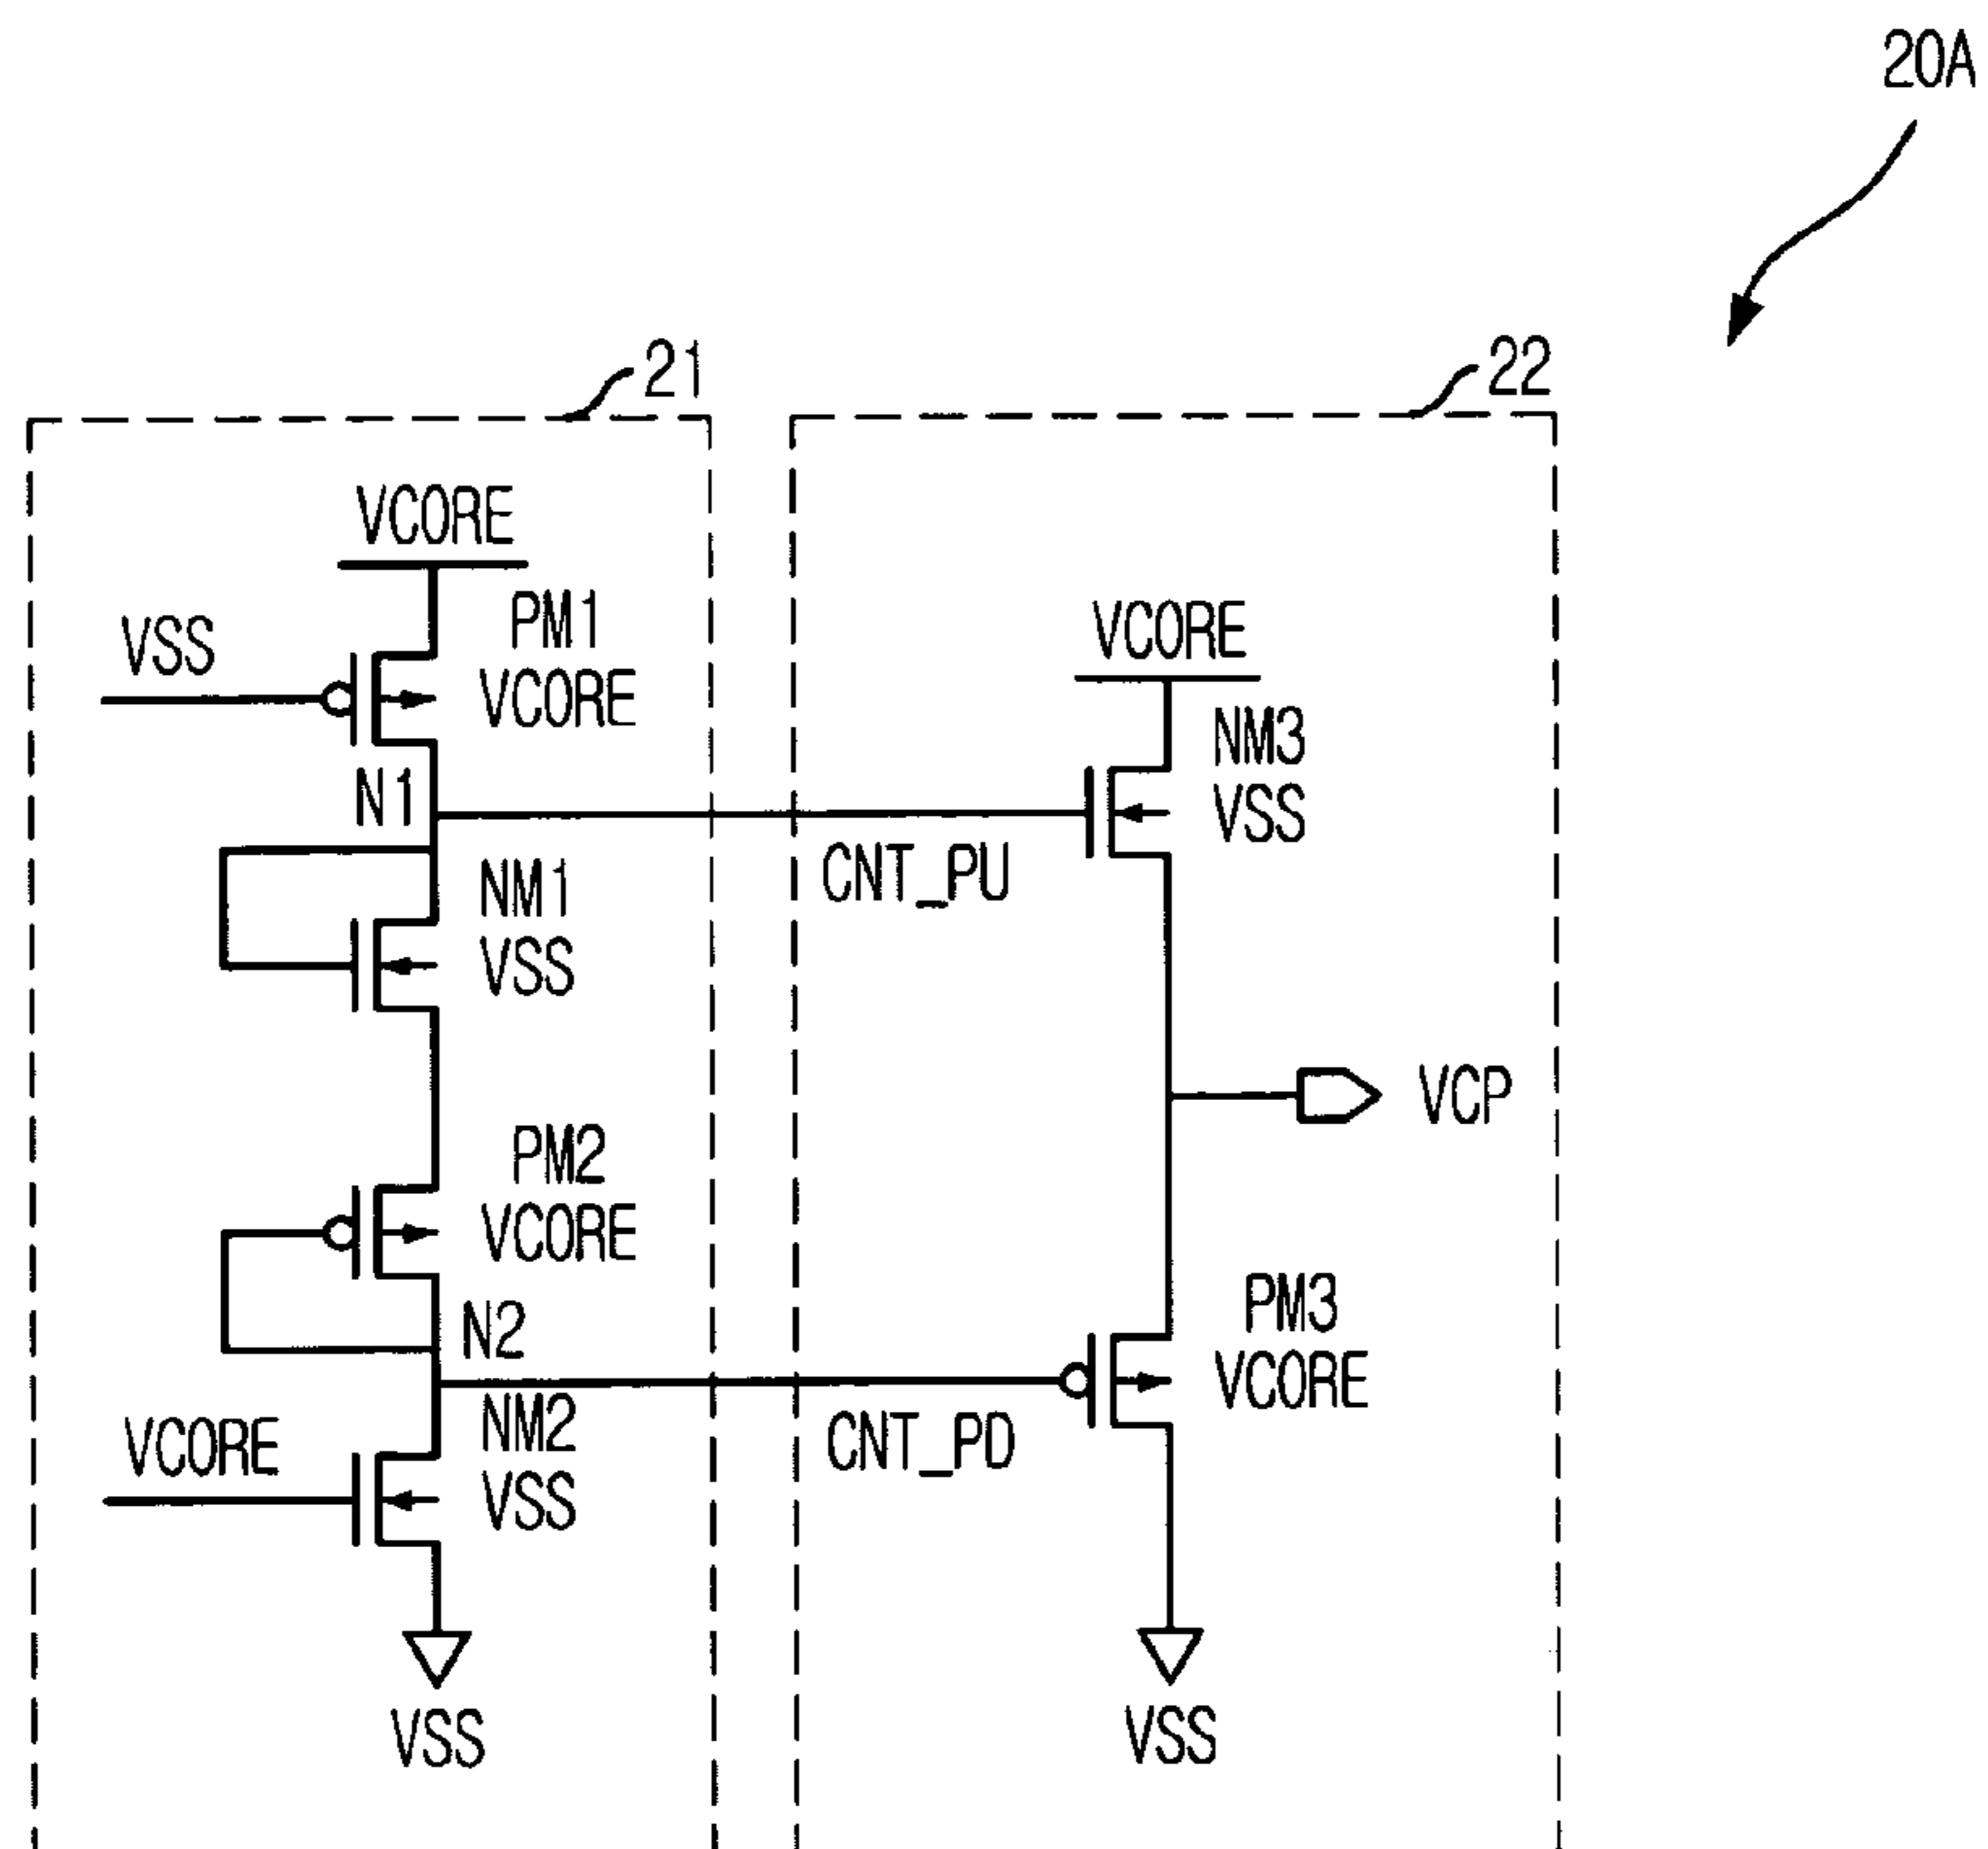 20A
21
22
VCORE
PM1
VCORE
VSS
N1
NM1
VSS
PM2
VCORE
N2
NM2
VSS
VCORE
VSS
CNT_PU
CNT_PD
VCORE
NM3
VSS
VCP
PM3
VCORE
VSS